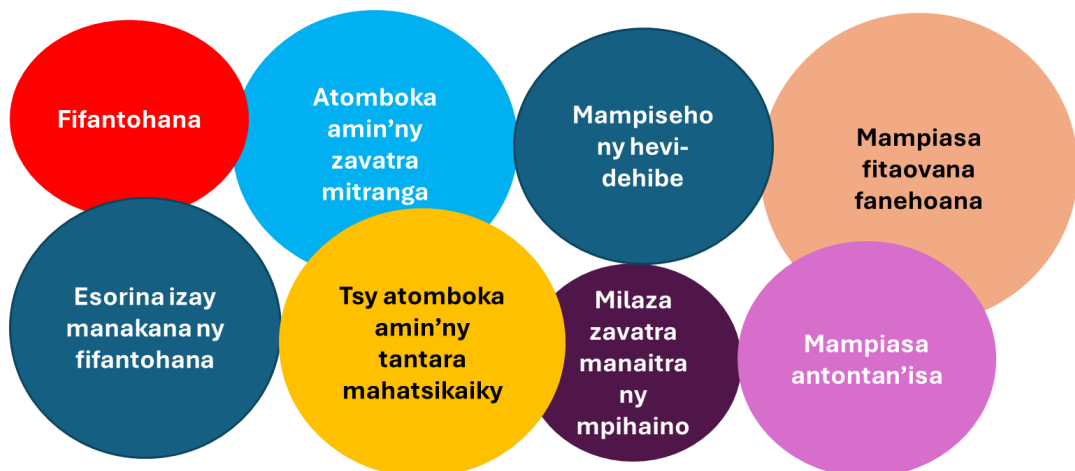 Fifantohana
Atomboka
amin’ny
zavatra
mitranga
Mampiseho
ny hevi-
dehibe
Mampiasa
fitaovana
fanehoana
Esorina izay
manakana ny
fifantohana
Tsy atomboka
amin’ny
tantara
mahatsikaiky
Milaza
zavatra
manaitra
ny
mpihaino
Mampiasa
antontan’isa